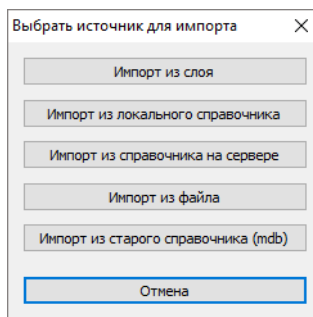 Выбрать источник для импорта
Импорт из слоя
Импорт из локального справочника
Импорт из справочника на сервере
Импорт из файла
Импорт из старого справочника (mdb)
Отмена